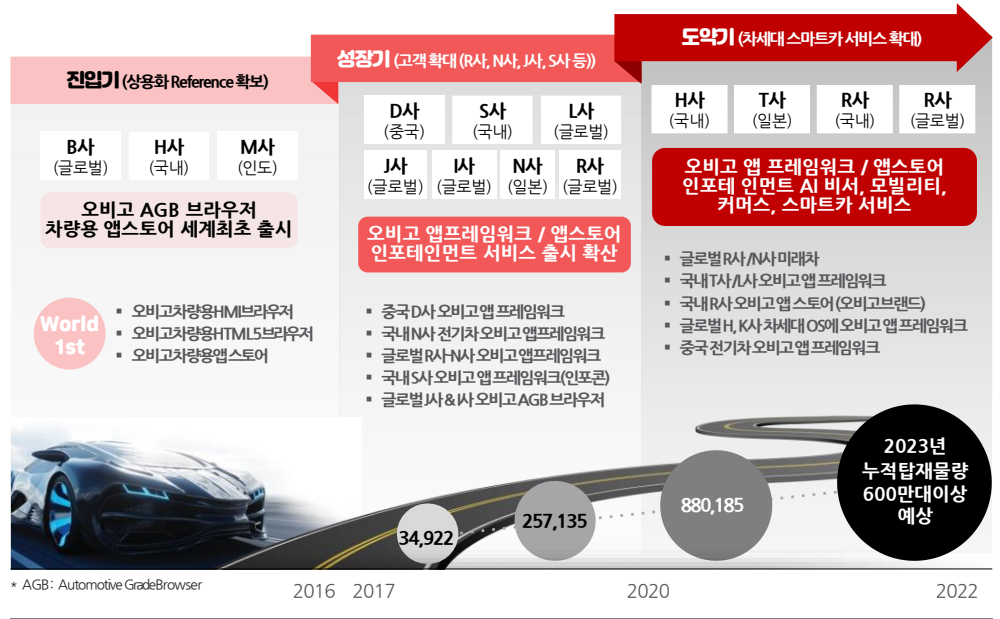 진입기 (상용화 Reference 확보)
B사 H사 M사
(글로벌) (국내) (인도)
오비고 AGB 브라우저
차량용 앱스토어 세계최초 출시
World
1st
▪ 오비고차량용HMI브라우저
▪ 오비고차량용HTML5브라우저
▪ 오비고차량용앱스토어
성장기 (고객 확대 (R사, N사, J사, S사 등))
D사 S사 L사
(중국) (국내) (글로벌)
J사 I사 N사 R사
(글로벌) (글로벌) (일본) (글로벌)
오비고 앱프레임워크 / 앱스토어
인포테인먼트 서비스 출시 확산
▪ 중국 D사 오비고 앱 프레임워크
▪ 국내 N사 전기차 오비고 앱프레임워크
▪ 글로벌 R사-N사 오비고 앱프레임워크
▪ 국내 S사 오비고 앱 프레임워크(인포콘)
▪ 글로벌 J사 & I사 오비고 AGB 브라우저
도약기 (차세대 스마트카 서비스 확대)
H사 T사 R사 R사
(국내) (일본) (국내) (글로벌)
오비고 앱 프레임워크 / 앱스토어
인포테 인먼트 AI 비서, 모빌리티,
커머스, 스마트카 서비스
▪ 글로벌 R사 /N사 미래차
▪ 국내 T사 /L사 오비고 앱 프레임워크
▪ 국내 R사 오비고 앱 스토어 (오비고브랜드)
▪ 글로벌 H, K사 차세대 OS에 오비고 앱 프레임워크
▪ 중국 전기차 오비고 앱 프레임워크
34,922
257,135
880,185
2023년
누적탑재물량
600만대이상
예상
* AGB: Automotive GradeBrowser
2016 2017 2020 2022